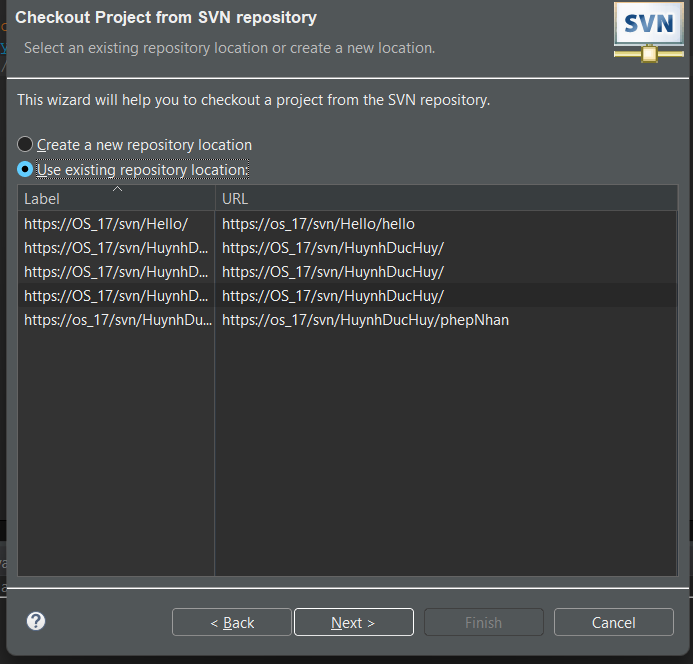 Checkout Project from SVN repository
SVN
Select an existing repository location or create a new location.
This wizard will help you to checkout a project from the SVN repository.
Create a new repository location
Use existing repository location:
Label URL
https://OS_17/svn/Hello/ https://os_17/svn/Hello/hello
https://OS_17/svn/HuynhD... https://OS_17/svn/HuynhDucHuy/
https://OS_17/svn/HuynhD... https://OS_17/svn/HuynhDucHuy/
https://OS_17/svn/HuynhD... https://OS_17/svn/HuynhDucHuy/
https://os_17/svn/HuynhDu... https://os_17/svn/HuynhDucHuy/phepNhan
? < Back Next > Finish Cancel